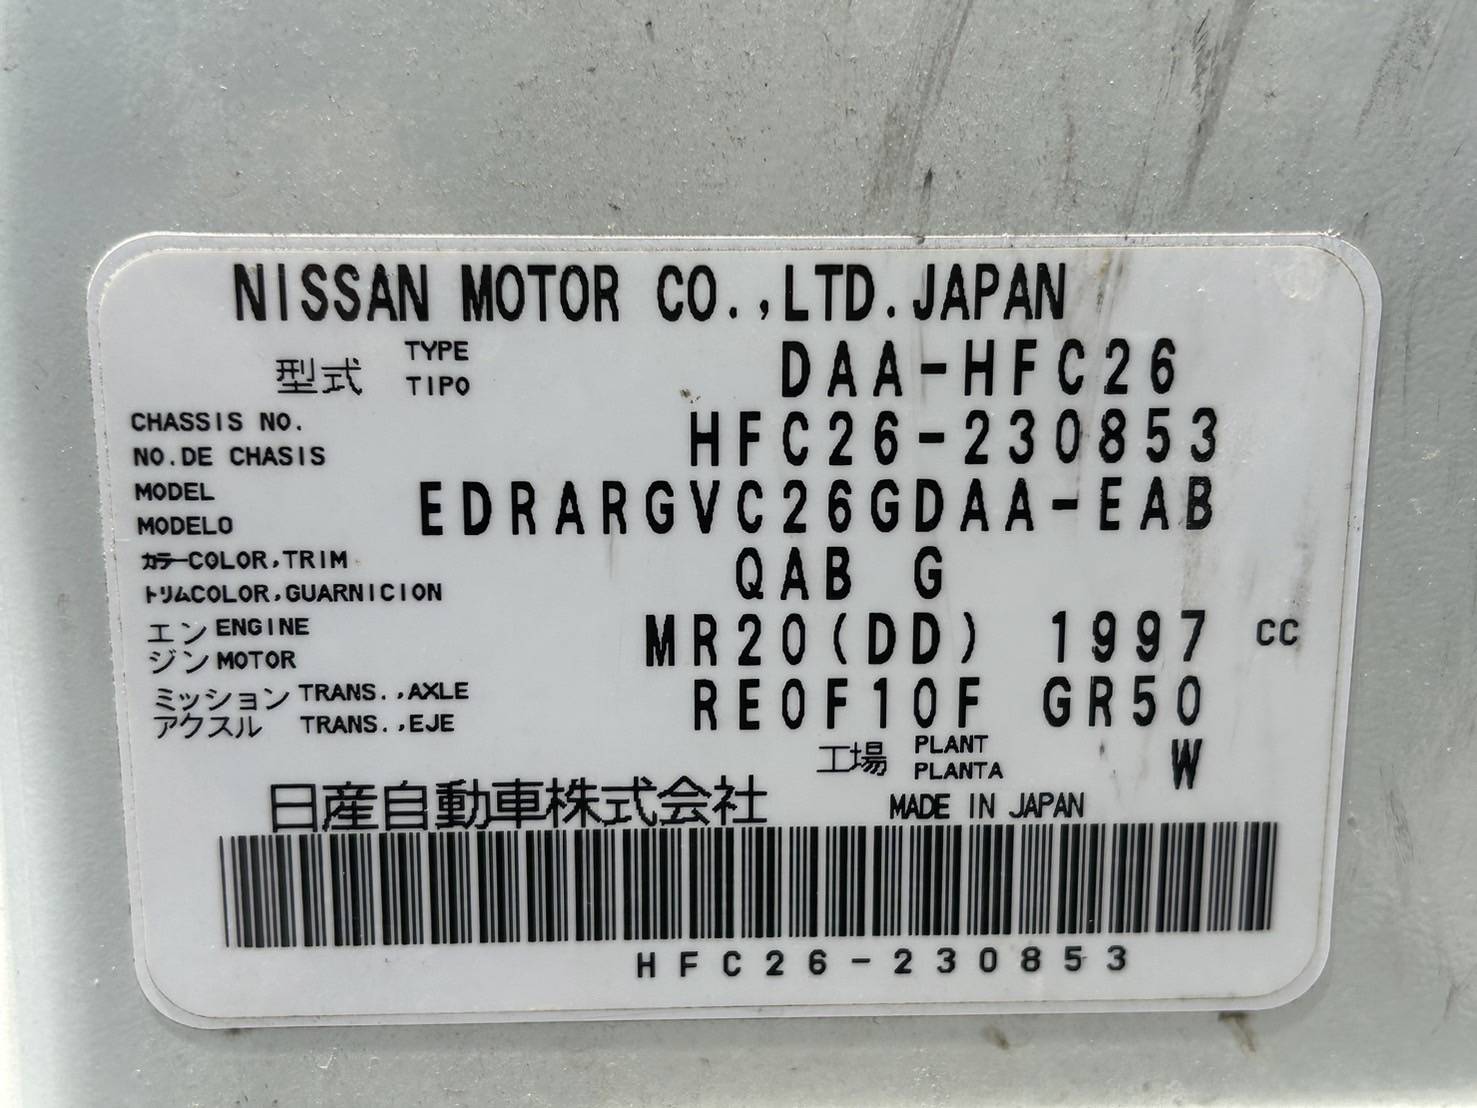 NISSAN MOTOR CO.,LTD.JAPAN
型式 TYPE TIPO DAA-HFC26
CHASSIS NO. NO.DE CHASIS HFC26-230853
MODEL MODELO EDRARGVC26GDAA-EAB
カラーCOLOR,TRIM QAB G
トリムCOLOR,GUARNICION
エンジン ENGINE MOTOR MR20(DD) 1997 CC
ミッション TRANS.,AXLE RE0F10F GR50
アクスル TRANS.,EJE
工場 PLANT PLANTA W
日産自動車株式会社 MADE IN JAPAN
HFC26-230853